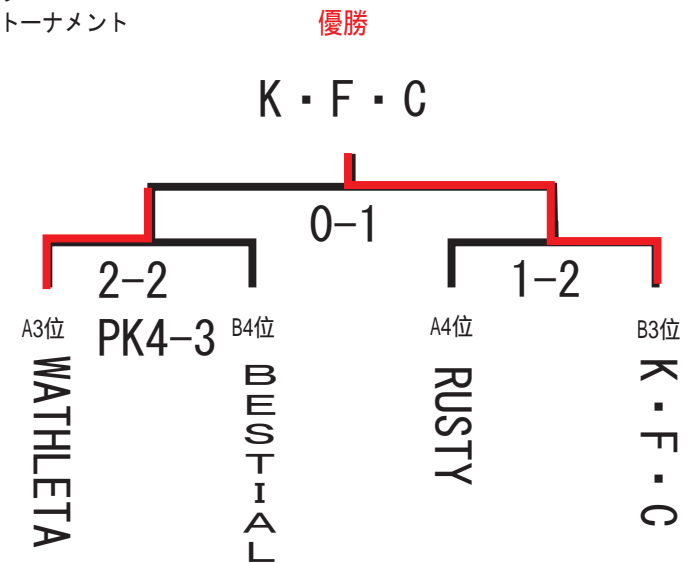 トーナメント
優勝
K・F・C
0-1
2-2
PK4-3
1-2
A3位
B4位
A4位
B3位
WATHLETA
BESTIAL
RUSTY
K・F・C